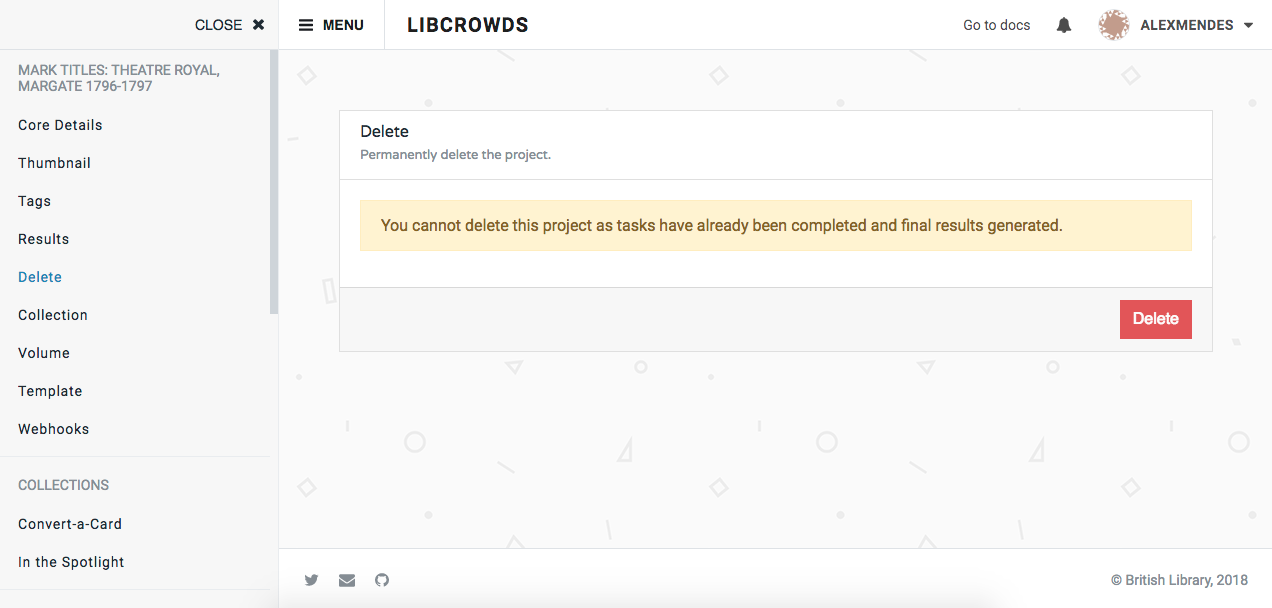 CLOSE ✖
MENU
LIBCROWDS
Go to docs
ALEXMENDES
MARK TITLES: THEATRE ROYAL,
MARGATE 1796-1797
Core Details
Thumbnail
Tags
Results
Delete
Collection
Volume
Template
Webhooks
COLLECTIONS
Convert-a-Card
In the Spotlight
Delete
Permanently delete the project.
You cannot delete this project as tasks have already been completed and final results generated.
Delete
© British Library, 2018